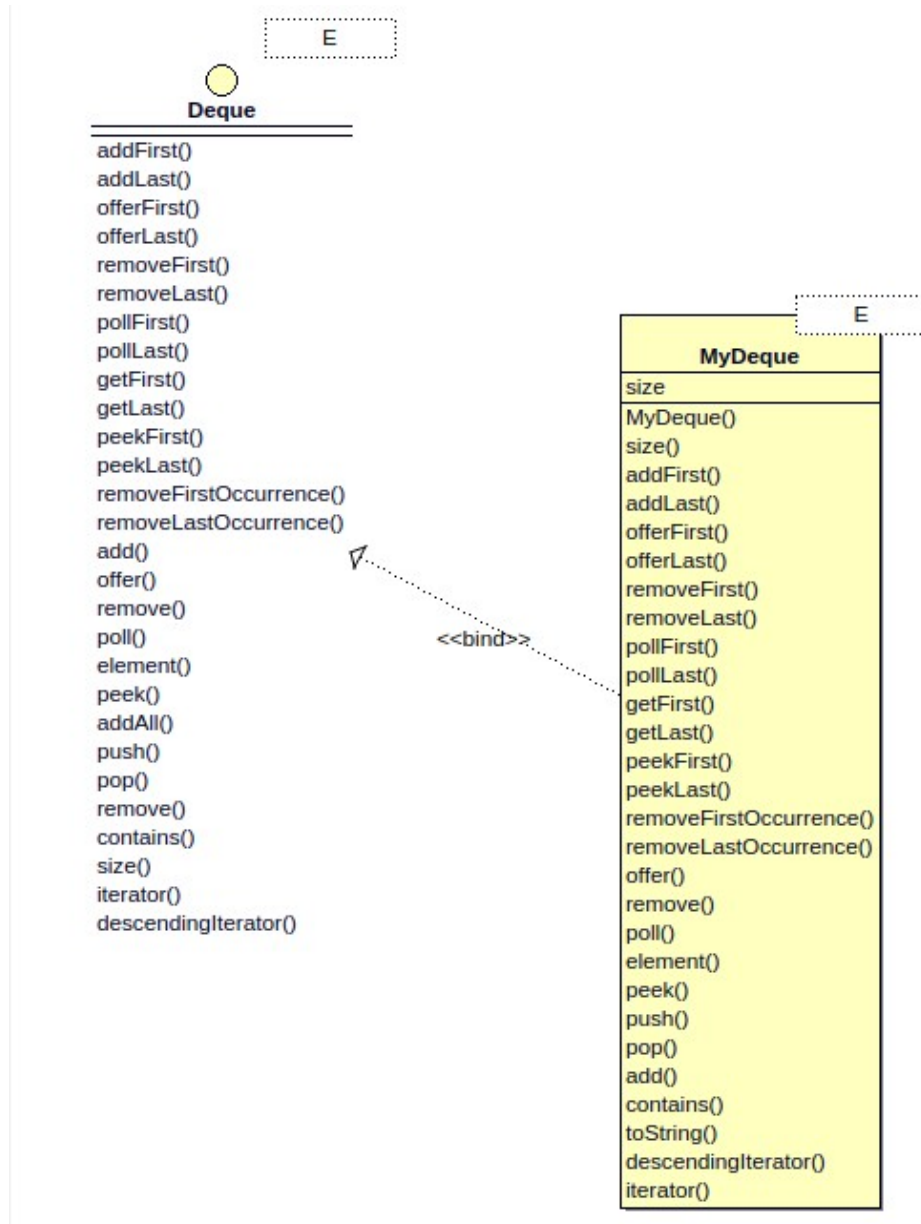 E
Deque
addFirst()
addLast()
offerFirst()
offerLast()
removeFirst()
removeLast()
pollFirst()
pollLast()
getFirst()
getLast()
peekFirst()
peekLast()
removeFirstOccurrence()
removeLastOccurrence()
add()
offer()
remove()
poll()
element()
peek()
addAll()
push()
pop()
remove()
contains()
size()
iterator()
descendingIterator()
<<bind>>
E
MyDeque
size
MyDeque()
size()
addFirst()
addLast()
offerFirst()
offerLast()
removeFirst()
removeLast()
pollFirst()
pollLast()
getFirst()
getLast()
peekFirst()
peekLast()
removeFirstOccurrence()
removeLastOccurrence()
offer()
remove()
poll()
element()
peek()
push()
pop()
add()
contains()
toString()
descendingIterator()
iterator()